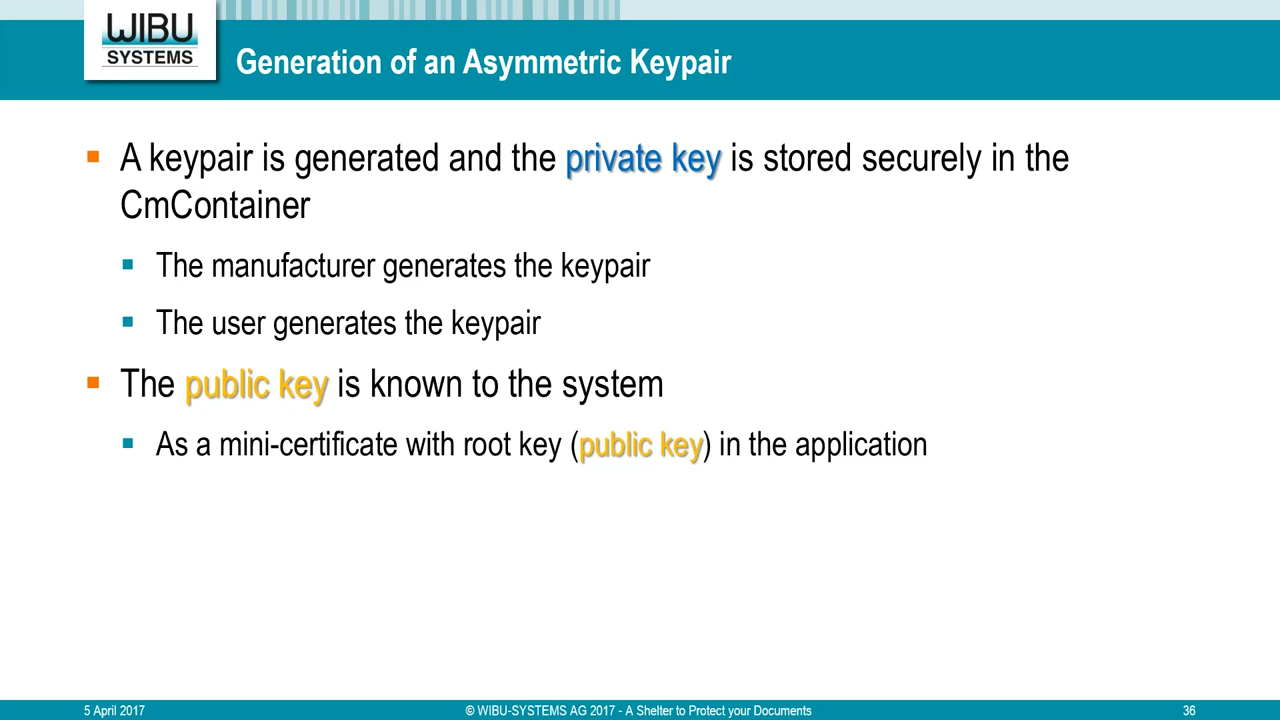 WIBU
SYSTEMS
Generation of an Asymmetric Keypair
A keypair is generated and the private key is stored securely in the
CmContainer
The manufacturer generates the keypair
The user generates the keypair
The public key is known to the system
As a mini-certificate with root key (public key) in the application
5 April 2017
© WIBU-SYSTEMS AG 2017 - A Shelter to Protect your Documents
36